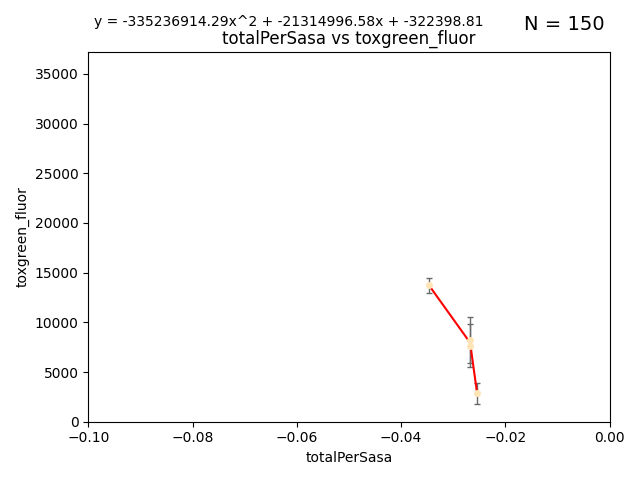 y = -335236914.29x^2 + -21314996.58x + -322398.81
N = 150
totalPerSasa vs toxgreen_fluor
toxgreen_fluor
35000
30000
25000
20000
15000
10000
5000
0
−0.10
−0.08
−0.06
−0.04
−0.02
0.00
totalPerSasa